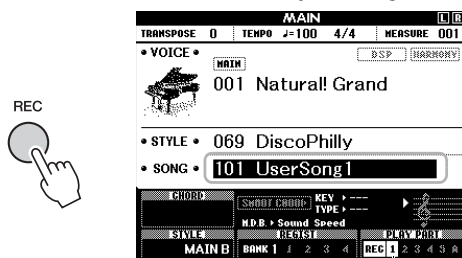 MAIN
L R
TRANSPOSE 0 TEMPO ♩=100 4/4 MEASURE 001
• VOICE •
DSP HARMONY
MAIN
001 Natural! Grand
REC
• STYLE • 069 DiscoPhilly
• SONG • 101 UserSong1
CHORD
SMART CHORD KEY ▸ ---
TYPE ▸ ---
M.D.B. ▸ Sound Speed
STYLE REGIST PLAY PART
MAIN B BANK 1 1 2 3 4 REC 1 2 3 4 5 A